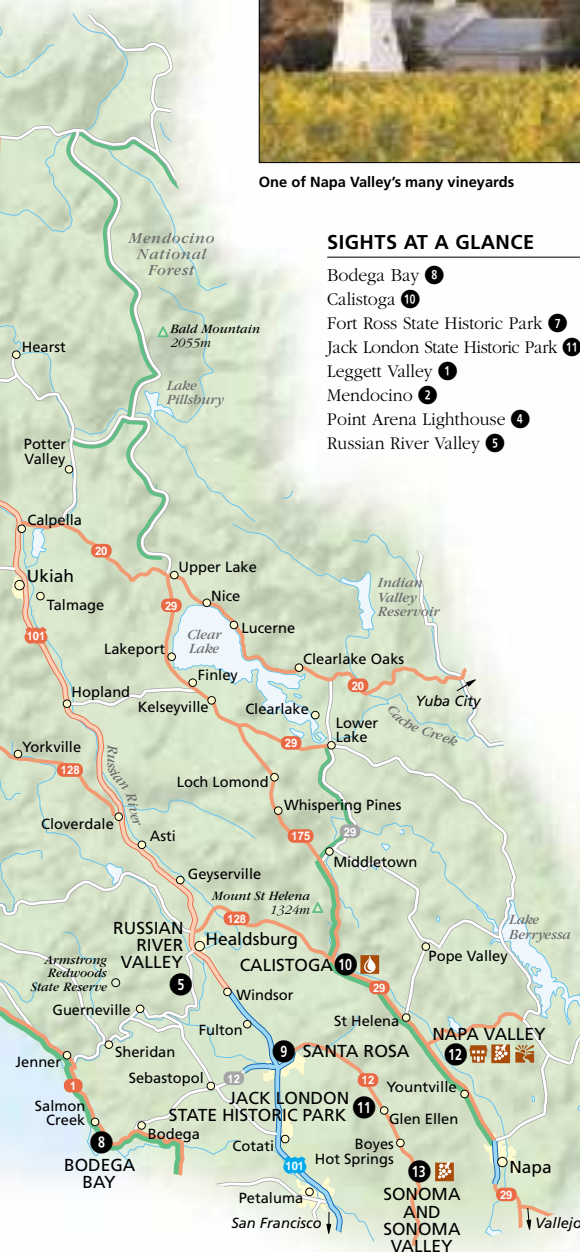 One of Napa Valley's many vineyards
SIGHTS AT A GLANCE
Bodega Bay 8
Calistoga 10
Fort Ross State Historic Park 7
Jack London State Historic Park 11
Leggett Valley 1
Mendocino 2
Point Arena Lighthouse 4
Russian River Valley 5
Mendocino
National
Forest
Bald Mountain
2055m
Hearst
Lake
Pillsbury
Potter
Valley
Calpella
20
Upper Lake
Ukiah
Talmage
29
Nice
Indian
Valley
Reservoir
101
Lucerne
Clear
Lake
Lakeport
Clearlake Oaks
Finley
20
Hopland
Kelseyville
Clearlake
Yuba City
Cache Creek
Lower
Lake
29
Yorkville
128
Russian River
Loch Lomond
Whispering Pines
Cloverdale
29
Asti
175
Middletown
Geyserville
Mount St Helena
1324m
128
Lake
Berryessa
RUSSIAN
RIVER
VALLEY
5
Healdsburg
Pope Valley
Armstrong
Redwoods
State Reserve
CALISTOGA 10
29
Windsor
Guerneville
St Helena
Fulton
NAPA VALLEY
12
Sheridan
9 SANTA ROSA
Jenner
Sebastopol
12
12
Yountville
1
JACK LONDON
STATE HISTORIC PARK 11
Glen Ellen
Salmon
Creek
Bodega
8
BODEGA
BAY
Cotati
Boyes
Hot Springs
101
13
Napa
Petaluma
SONOMA
AND
SONOMA
VALLEY
29
San Francisco
Vallejo